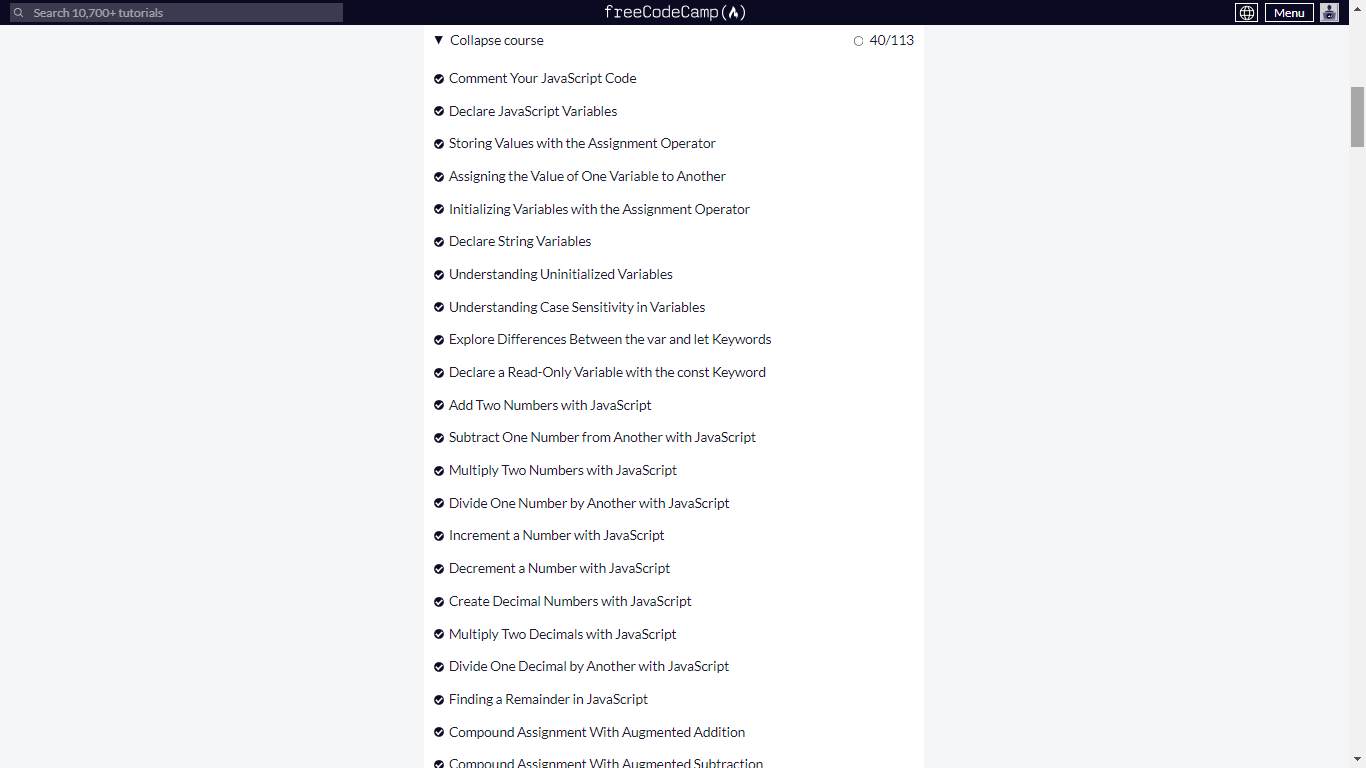 Search 10,700+ tutorials
freeCodeCamp
Menu
Collapse course
40/113
Comment Your JavaScript Code
Declare JavaScript Variables
Storing Values with the Assignment Operator
Assigning the Value of One Variable to Another
Initializing Variables with the Assignment Operator
Declare String Variables
Understanding Uninitialized Variables
Understanding Case Sensitivity in Variables
Explore Differences Between the var and let Keywords
Declare a Read-Only Variable with the const Keyword
Add Two Numbers with JavaScript
Subtract One Number from Another with JavaScript
Multiply Two Numbers with JavaScript
Divide One Number by Another with JavaScript
Increment a Number with JavaScript
Decrement a Number with JavaScript
Create Decimal Numbers with JavaScript
Multiply Two Decimals with JavaScript
Divide One Decimal by Another with JavaScript
Finding a Remainder in JavaScript
Compound Assignment With Augmented Addition
Compound Assignment With Augmented Subtraction